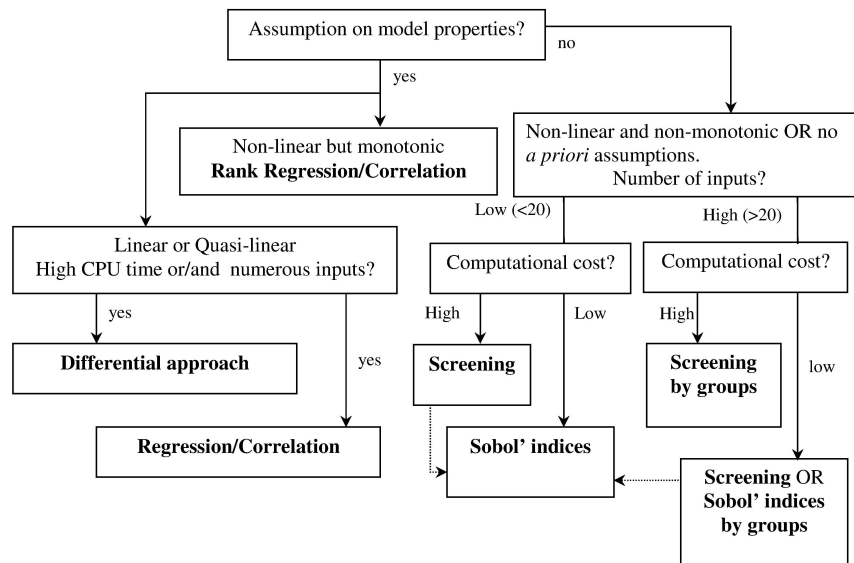 Assumption on model properties?
no
yes
Non-linear but monotonic
Rank Regression/Correlation
Non-linear and non-monotonic OR no
a priori assumptions.
Number of inputs?
Low (<20)
High (>20)
Linear or Quasi-linear
High CPU time or/and numerous inputs?
Computational cost?
Computational cost?
yes
yes
High
Low
High
low
Differential approach
Screening
Screening
by groups
Regression/Correlation
Sobol’ indices
Screening OR
Sobol’ indices
by groups